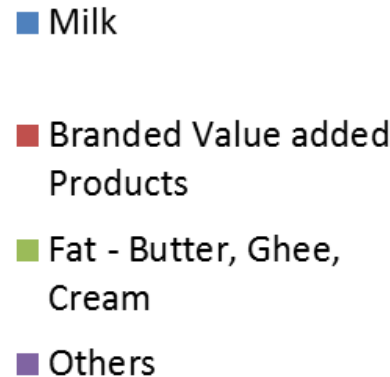 Milk
Branded Value added
Products
Fat - Butter, Ghee,
Cream
Others